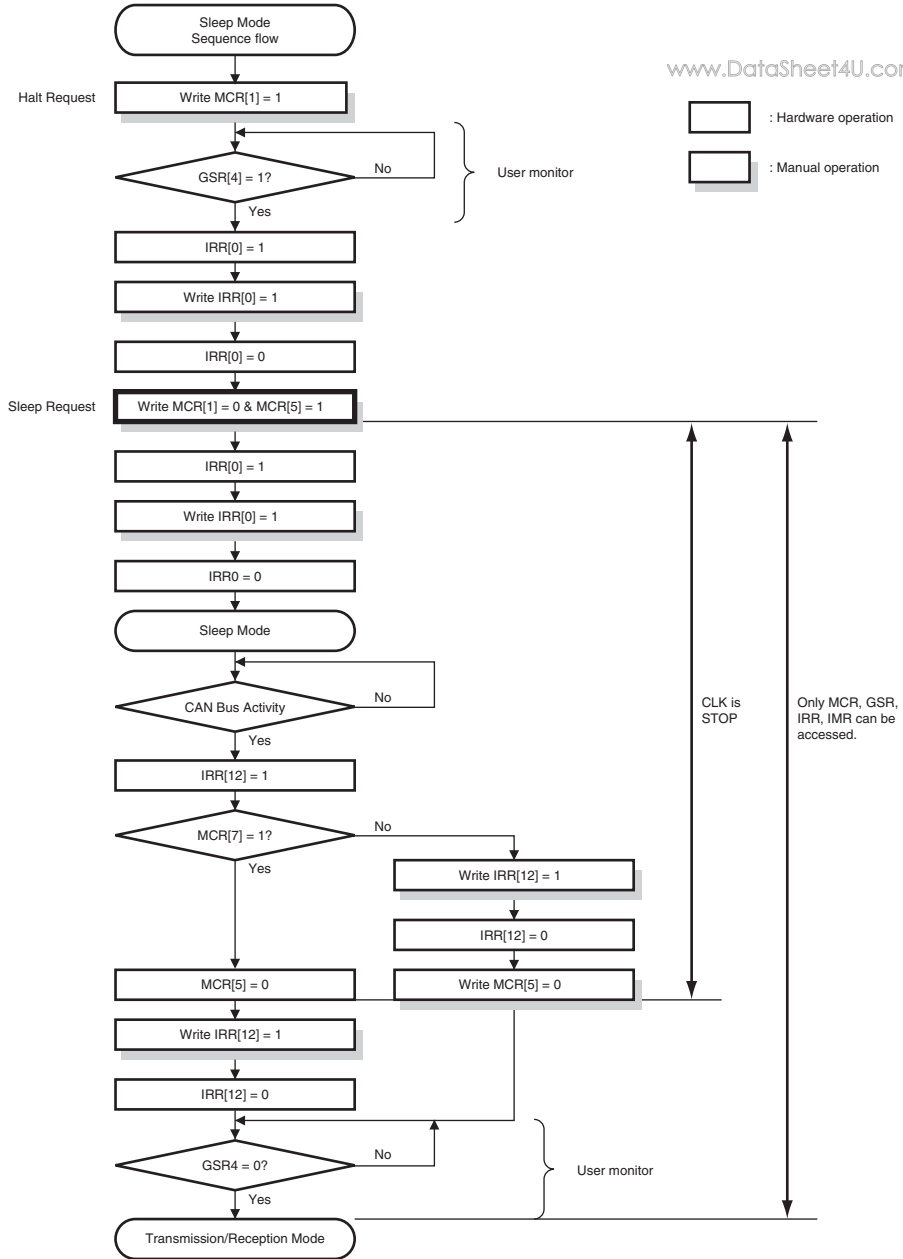 Sleep Mode
Sequence flow
www.DataSheet4U.com
Halt Request
Write MCR[1] = 1
: Hardware operation
GSR[4] = 1?
No
User monitor
: Manual operation
Yes
IRR[0] = 1
Write IRR[0] = 1
IRR[0] = 0
Sleep Request
Write MCR[1] = 0 & MCR[5] = 1
IRR[0] = 1
Write IRR[0] = 1
IRR0 = 0
Sleep Mode
CAN Bus Activity
No
Yes
CLK is
STOP
Only MCR, GSR,
IRR, IMR can be
accessed.
IRR[12] = 1
MCR[7] = 1?
No
Yes
Write IRR[12] = 1
IRR[12] = 0
MCR[5] = 0
Write MCR[5] = 0
Write IRR[12] = 1
IRR[12] = 0
GSR4 = 0?
No
User monitor
Yes
Transmission/Reception Mode